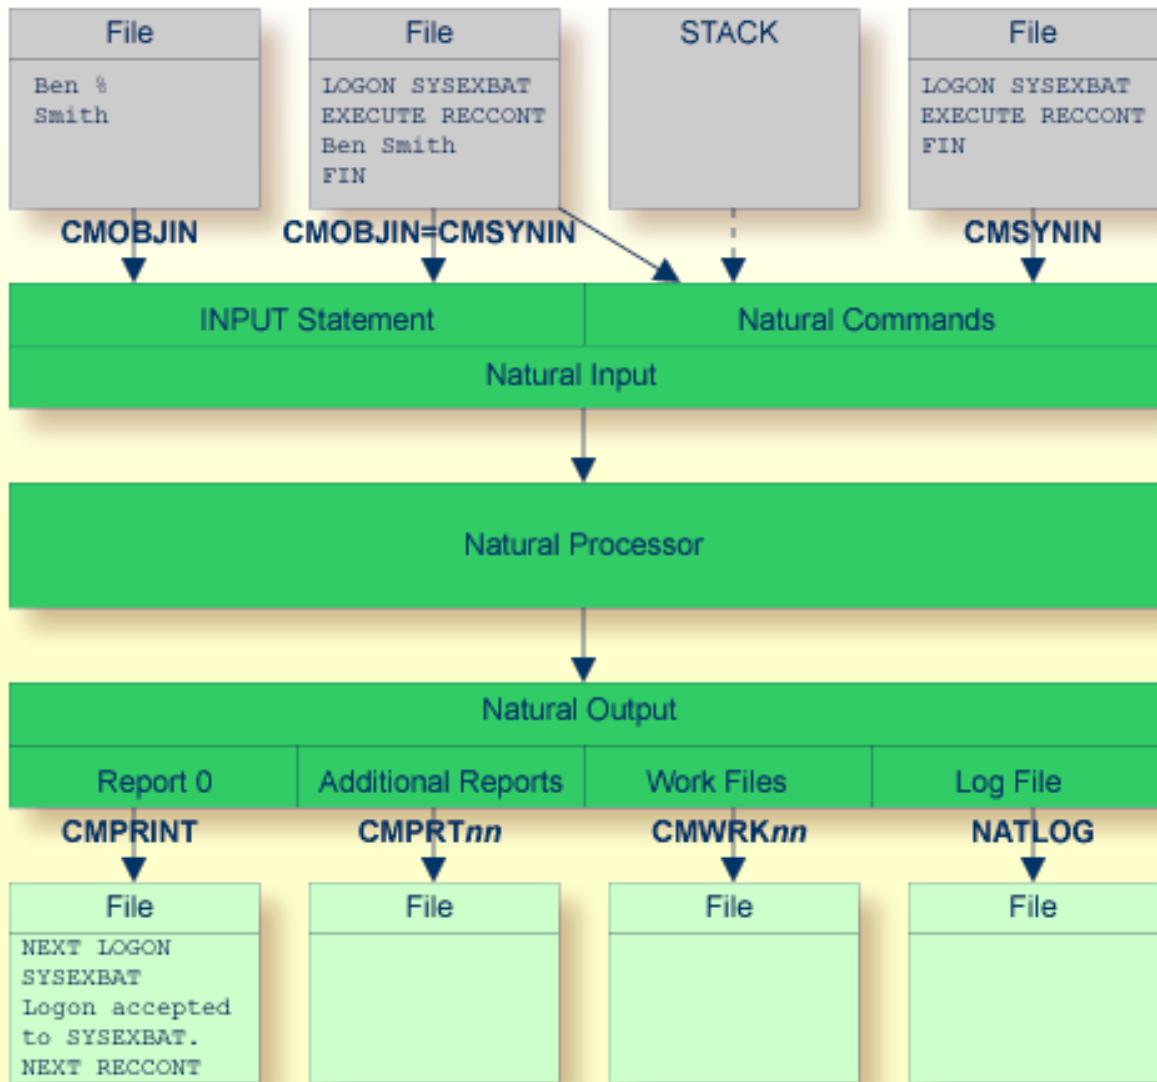 File
Ben %
Smith
File
LOGON SYSEXBAT
EXECUTE RECCONT
Ben Smith
FIN
STACK
File
LOGON SYSEXBAT
EXECUTE RECCONT
FIN
CMOBJIN
CMOBJIN=CMSYNIN
CMSYNIN
INPUT Statement
Natural Commands
Natural Input
Natural Processor
Natural Output
Report 0
Additional Reports
Work Files
Log File
CMPRINT
CMPRTnn
CMWRKnn
NATLOG
File
NEXT LOGON
SYSEXBAT
Logon accepted
to SYSEXBAT.
NEXT RECCONT
File
File
File